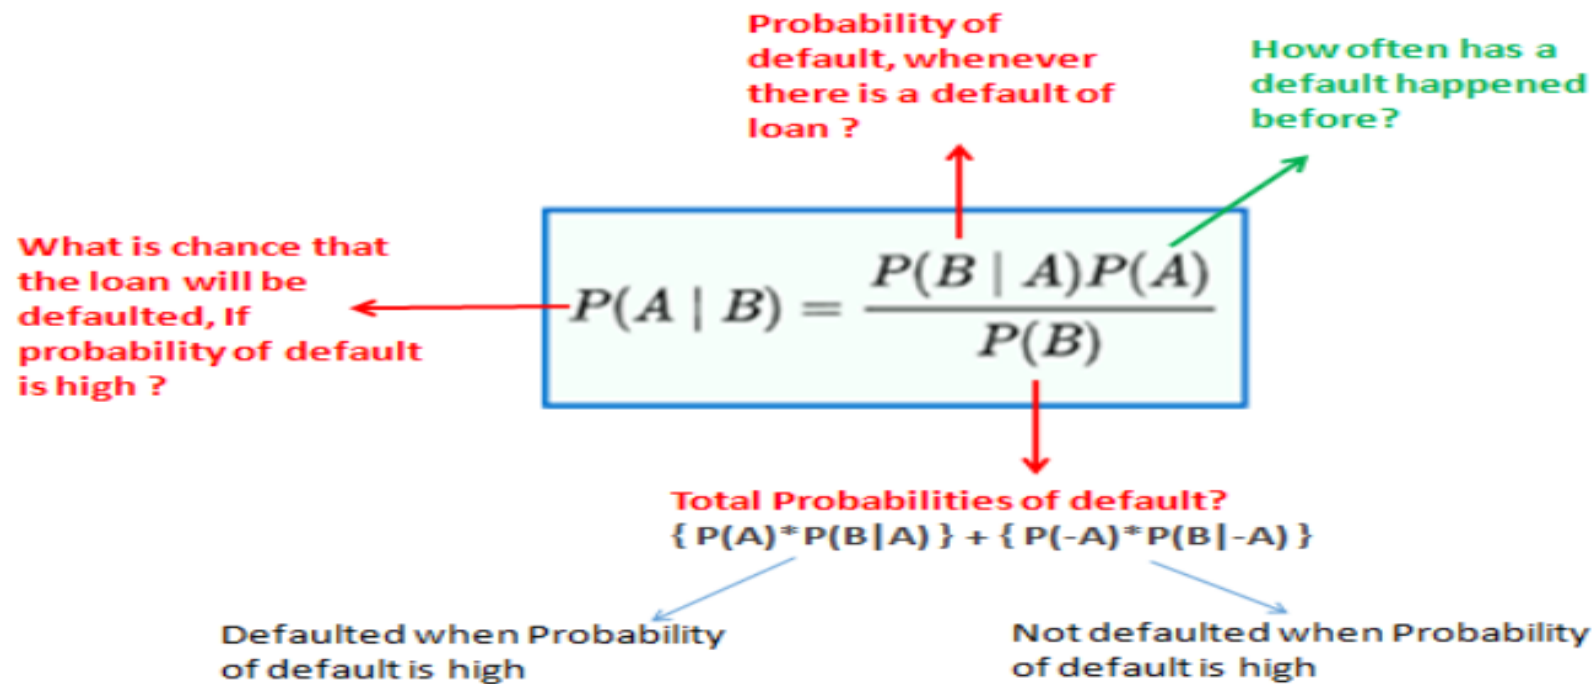 Probability of
default, whenever
there is a default of
loan ?
How often has a
default happened
before?
What is chance that
the loan will be
defaulted, If
probability of default
is high ?
P(A | B) = P(B | A)P(A) / P(B)
Total Probabilities of default?
{ P(A)*P(B|A) } + { P(-A)*P(B|-A) }
Defaulted when Probability
of default is high
Not defaulted when Probability
of default is high